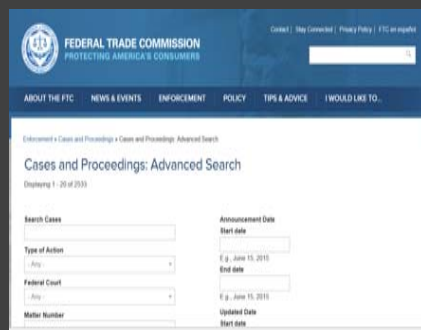 Contact | Stay Connected | Privacy Policy | FTC en español
FEDERAL TRADE COMMISSION
PROTECTING AMERICA'S CONSUMERS
ABOUT THE FTC NEWS & EVENTS ENFORCEMENT POLICY TIPS & ADVICE I WOULD LIKE TO...
Enforcement » Cases and Proceedings » Cases and Proceedings: Advanced Search
Cases and Proceedings: Advanced Search
Displaying 1 - 20 of 2533
Search Cases
Type of Action
- Any -
Federal Court
- Any -
Matter Number
Announcement Date
Start date
E.g., June 15, 2015
End date
E.g., June 15, 2015
Updated Date
Start date